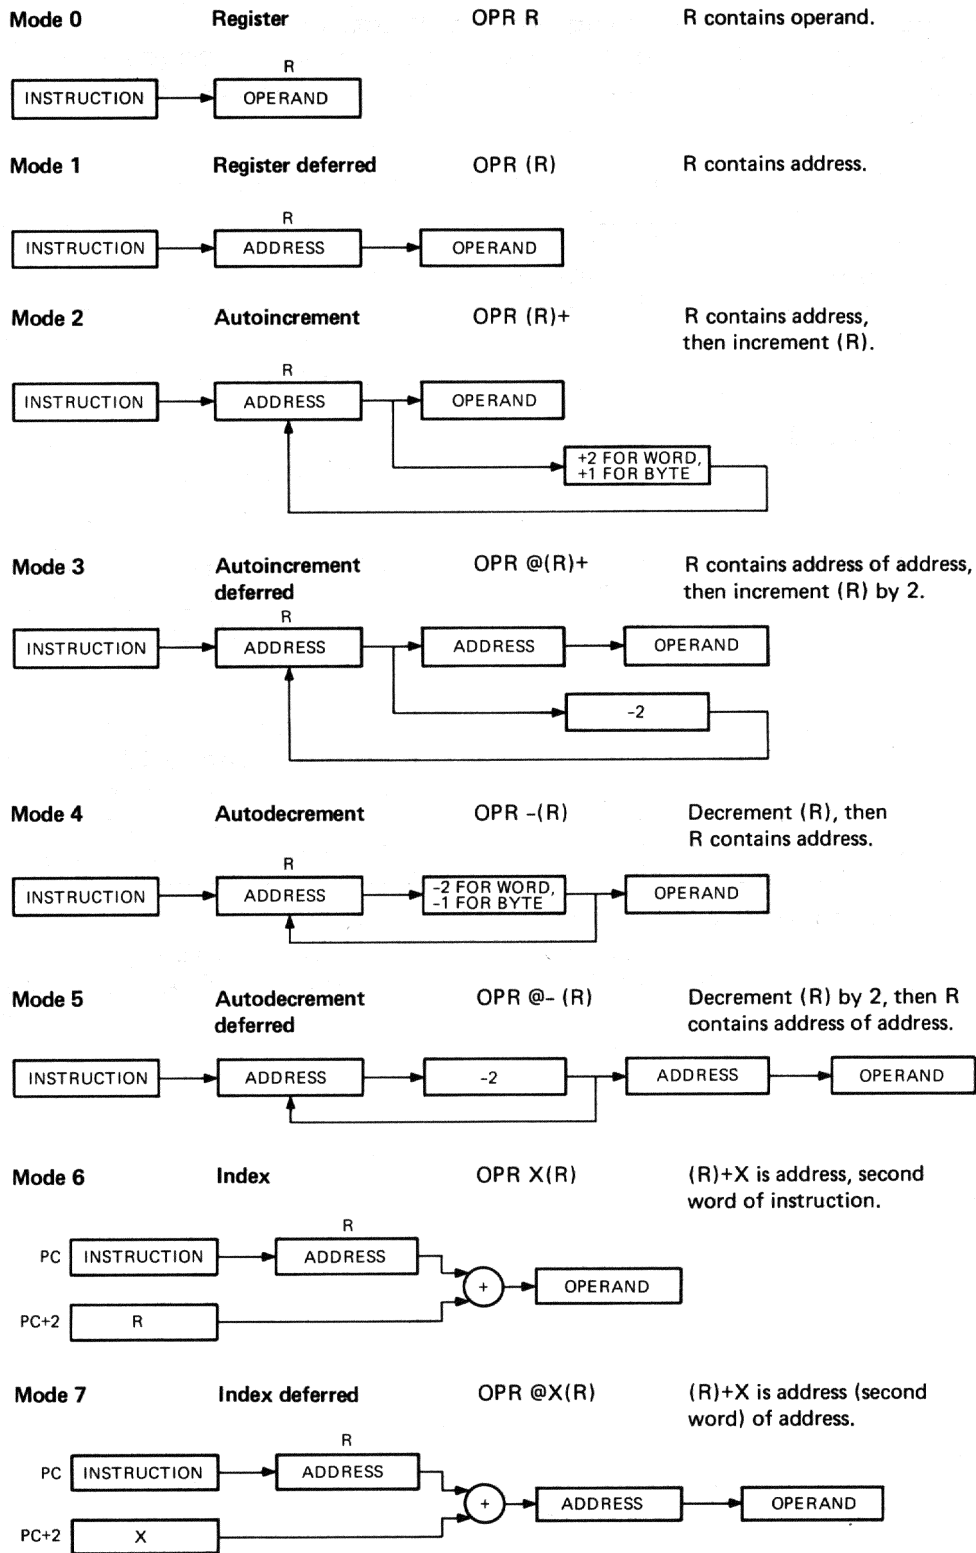 Mode 0 Register OPR R R contains operand.
R
INSTRUCTION OPERAND
Mode 1 Register deferred OPR (R) R contains address.
R
INSTRUCTION ADDRESS OPERAND
Mode 2 Autoincrement OPR (R)+ R contains address,
then increment (R).
R
INSTRUCTION ADDRESS OPERAND
+2 FOR WORD,
+1 FOR BYTE
Mode 3 Autoincrement OPR @(R)+ R contains address of address,
deferred then increment (R) by 2.
R
INSTRUCTION ADDRESS ADDRESS OPERAND
-2
Mode 4 Autodecrement OPR -(R) Decrement (R), then
R contains address.
R
INSTRUCTION ADDRESS -2 FOR WORD, OPERAND
-1 FOR BYTE
Mode 5 Autodecrement OPR @- (R) Decrement (R) by 2, then R
deferred contains address of address.
INSTRUCTION ADDRESS -2 ADDRESS OPERAND
Mode 6 Index OPR X(R) (R)+X is address, second
word of instruction.
R
PC INSTRUCTION ADDRESS
+ OPERAND
PC+2 R
Mode 7 Index deferred OPR @X(R) (R)+X is address (second
word) of address.
R
PC INSTRUCTION ADDRESS
+ ADDRESS OPERAND
PC+2 X